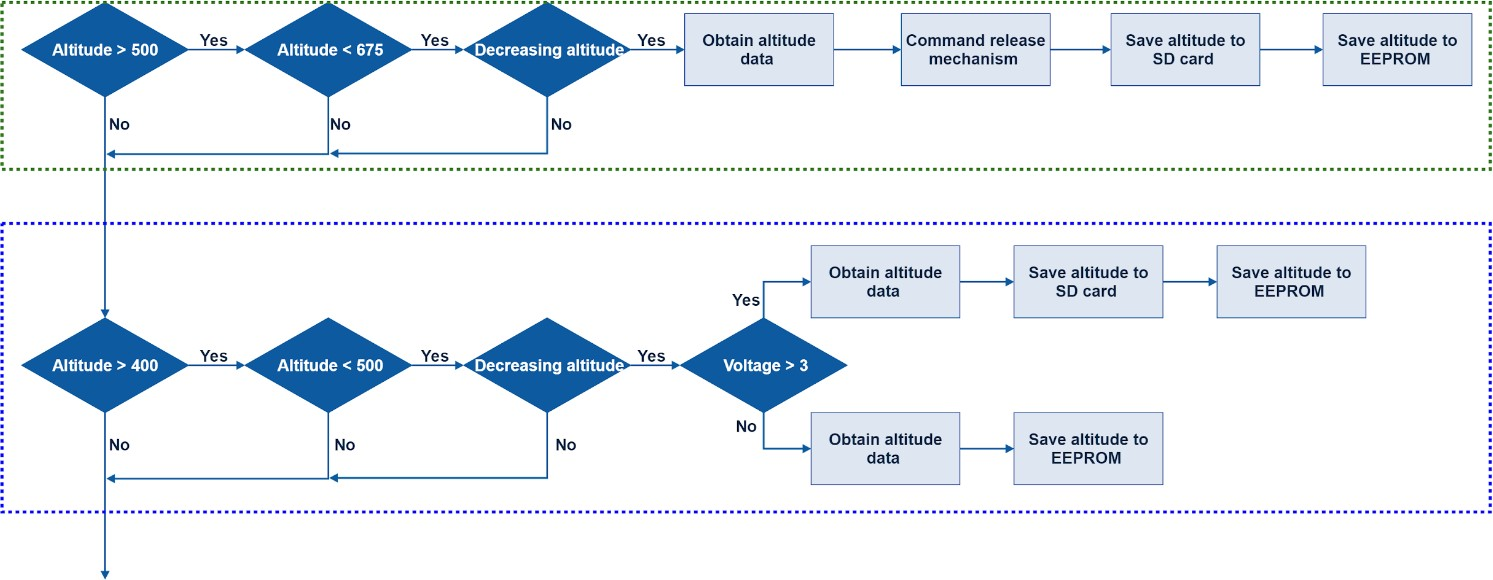 Altitude > 500
Yes
Altitude < 675
Yes
Decreasing altitude
Yes
Obtain altitude
data
Command release
mechanism
Save altitude to
SD card
Save altitude to
EEPROM
No
No
No
Altitude > 400
Yes
Altitude < 500
Yes
Decreasing altitude
Yes
Voltage > 3
Yes
Obtain altitude
data
Save altitude to
SD card
Save altitude to
EEPROM
No
No
No
No
Obtain altitude
data
Save altitude to
EEPROM